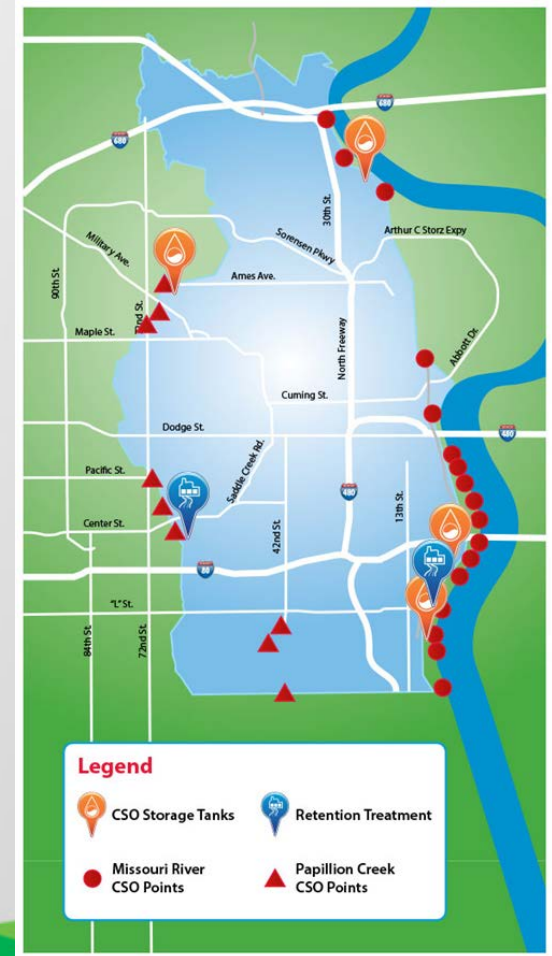 680
680
30th St.
Arthur C Storz Expy
Sorensen Pkwy
Military Ave.
90th St.
Ames Ave.
72nd St.
Maple St.
North Freeway
Abbott Dr.
Cuming St.
Dodge St.
480
Saddle Creek Rd.
Pacific St.
480
Center St.
42nd St.
13th St.
80
"L" St.
84th St.
72nd St.
Legend
CSO Storage Tanks
Retention Treatment
Missouri River
CSO Points
Papillion Creek
CSO Points